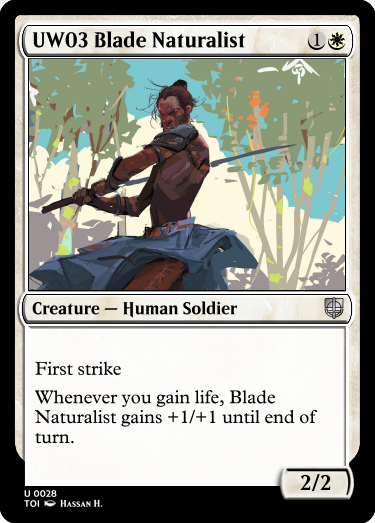 UW03 Blade Naturalist
1
Creature — Human Soldier
First strike
Whenever you gain life, Blade
Naturalist gains +1/+1 until end of
turn.
2/2
U 0028
TOI Hassan H.